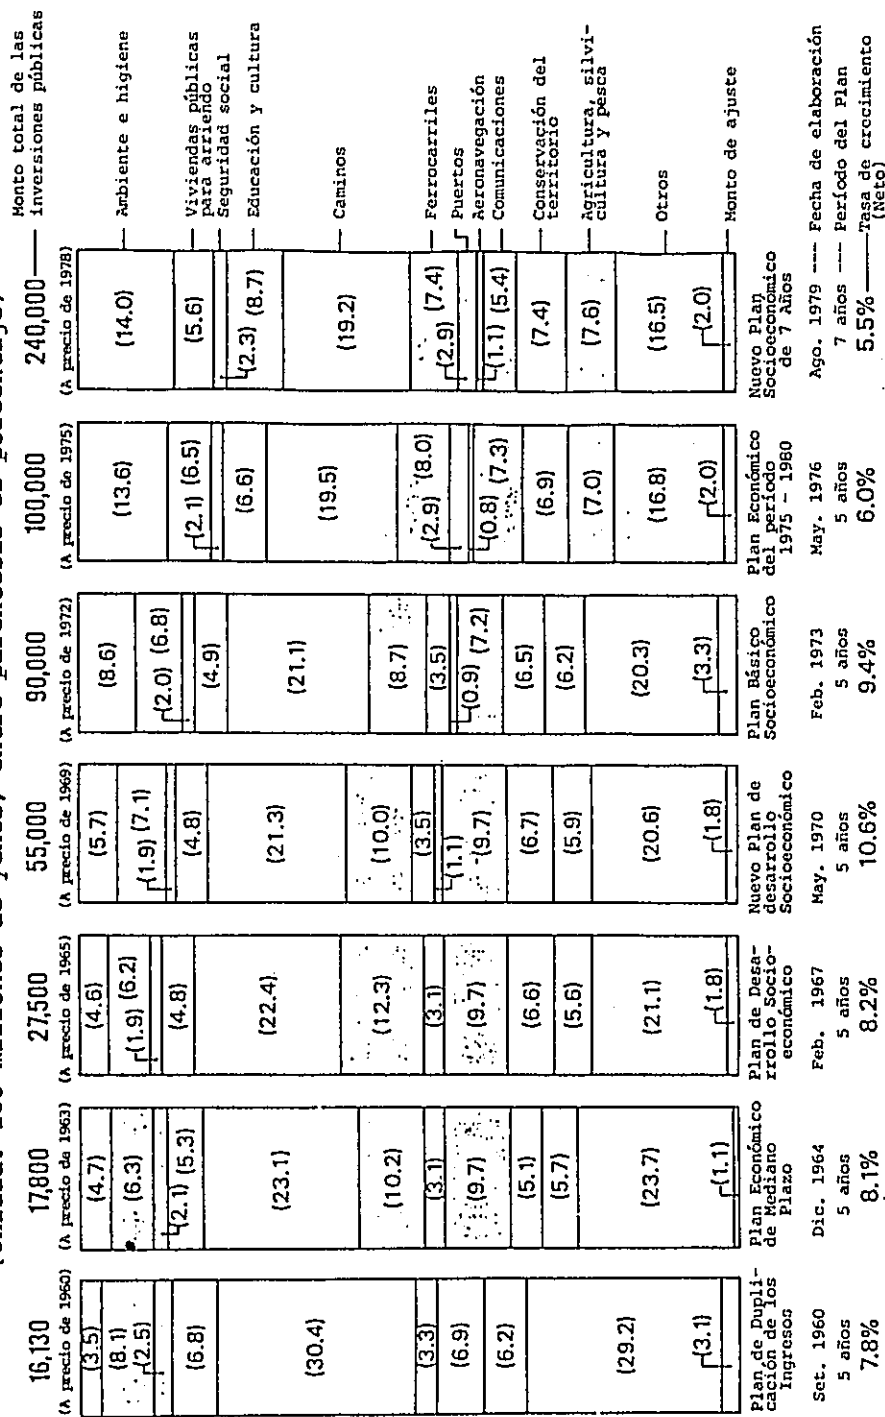 Monto total de las
inversiones públicas
16,130
(A precio de 1960)
(3.5)
(8.1)
(2.5)
(6.8)
(30.4)
(3.3)
(6.9)
(6.2)
(29.2)
(3.1)
Plan de Dupli-
cación de los
Ingresos
Set. 1960
5 años
7.8%
17,800
(A precio de 1963)
(4.7)
(6.3)
(2.1) (5.3)
(23.1)
(10.2)
(3.1)
(9.7)
(5.1)
(5.7)
(23.7)
(1.1)
Plan Económico
de Mediano
Plazo
Dic. 1964
5 años
8.1%
27,500
(A precio de 1965)
(4.6)
(1.9) (6.2)
(4.8)
(22.4)
(12.3)
(3.1)
(9.7)
(6.6)
(5.6)
(21.1)
(1.8)
Plan de Desa-
rrollo Socio-
económico
Feb. 1967
5 años
8.2%
55,000
(A precio de 1969)
(5.7)
(1.9) (7.1)
(4.8)
(21.3)
(10.0)
(3.5)
(1.1)
(9.7)
(6.7)
(5.9)
(20.6)
(1.8)
Nuevo Plan de
desarrollo
Socioeconómico
May. 1970
5 años
10.6%
90,000
(A precio de 1972)
(8.6)
(2.0) (6.8)
(4.9)
(21.1)
(8.7)
(3.5)
(0.9) (7.2)
(6.5)
(6.2)
(20.3)
(3.3)
Plan Básico
Socioeconómico
Feb. 1973
5 años
9.4%
100,000
(A precio de 1975)
(13.6)
(2.1) (6.5)
(6.6)
(19.5)
(2.9) (8.0)
(0.8) (7.3)
(6.9)
(7.0)
(16.8)
(2.0)
Plan Económico
del período
1975 - 1980
May. 1976
5 años
6.0%
240,000
(A precio de 1978)
(14.0)
(5.6)
(2.3) (8.7)
(19.2)
(2.9) (7.4)
(1.1) (5.4)
(7.4)
(7.6)
(16.5)
(2.0)
Nuevo Plan
Socioeconómico
de 7 Años
Ago. 1979 --- Fecha de elaboración
7 años --- Período del Plan
5.5% Tasa de crecimiento
(Neto)
Ambiente e higiene
Viviendas públicas
para arriendo
Seguridad social
Educación y cultura
Caminos
Ferrocarriles
Puertos
Aeronavegación
Comunicaciones
Conservación del
territorio
Agricultura, silvi-
cultura y pesca
Otros
Monto de ajuste